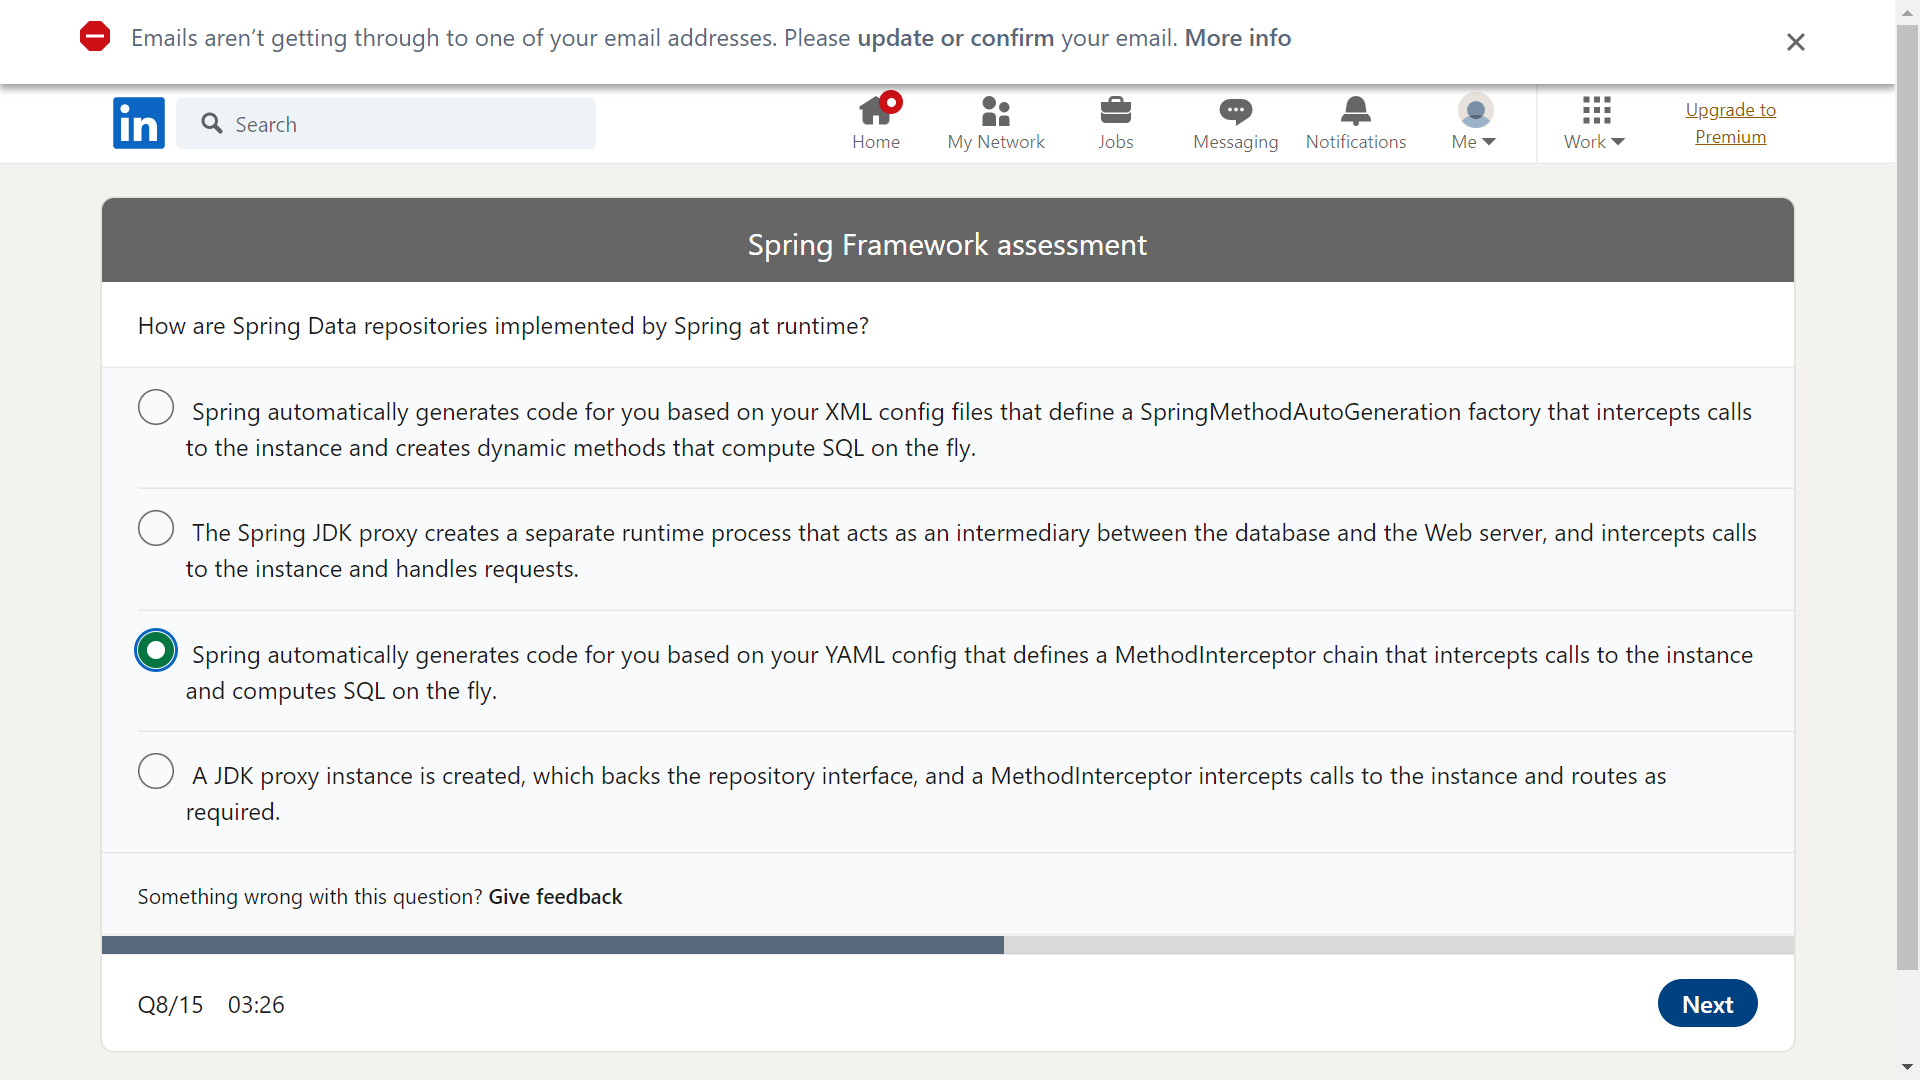 Emails aren’t getting through to one of your email addresses. Please update or confirm your email. More info
in
Search
Home
My Network
Jobs
Messaging
Notifications
Me
Work
Upgrade to
Premium
Spring Framework assessment
How are Spring Data repositories implemented by Spring at runtime?
Spring automatically generates code for you based on your XML config files that define a SpringMethodAutoGeneration factory that intercepts calls
to the instance and creates dynamic methods that compute SQL on the fly.
The Spring JDK proxy creates a separate runtime process that acts as an intermediary between the database and the Web server, and intercepts calls
to the instance and handles requests.
Spring automatically generates code for you based on your YAML config that defines a MethodInterceptor chain that intercepts calls to the instance
and computes SQL on the fly.
A JDK proxy instance is created, which backs the repository interface, and a MethodInterceptor intercepts calls to the instance and routes as
required.
Something wrong with this question? Give feedback
Q8/15 03:26
Next